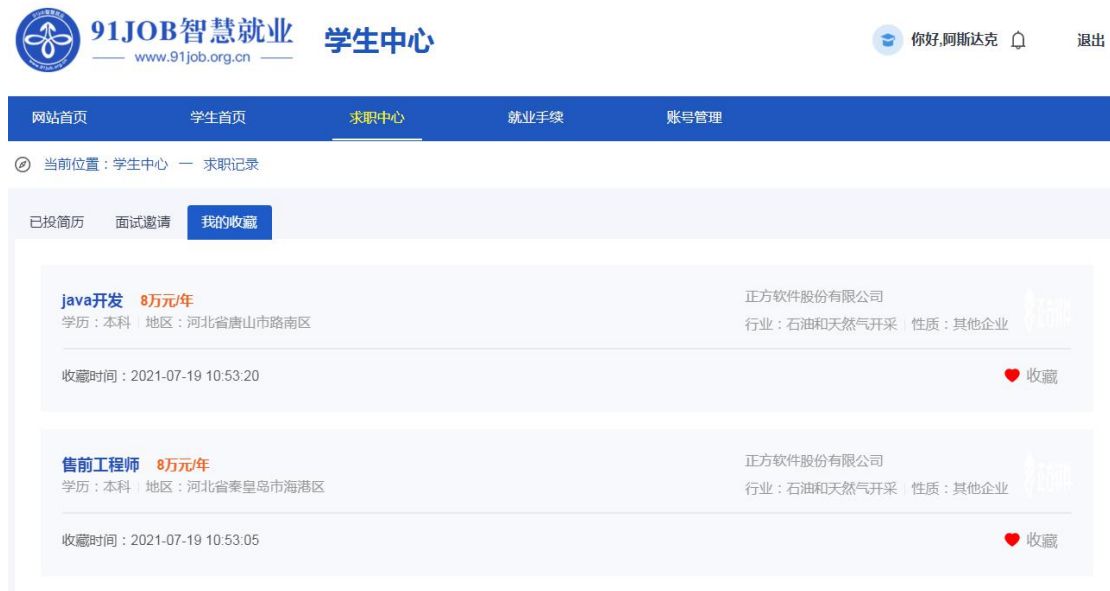 91JOB智慧就业
www.91job.org.cn
学生中心
你好,阿斯达克
退出
网站首页 学生首页 求职中心 就业手续 账号管理
当前位置：学生中心 一 求职记录
已投简历 面试邀请 我的收藏
java开发 8万元/年
学历：本科 地区：河北省唐山市路南区
正方软件股份有限公司
行业：石油和天然气开采 性质：其他企业
收藏时间：2021-07-19 10:53:20
收藏
售前工程师 8万元/年
学历：本科 地区：河北省秦皇岛市海港区
正方软件股份有限公司
行业：石油和天然气开采 性质：其他企业
收藏时间：2021-07-19 10:53:05
收藏